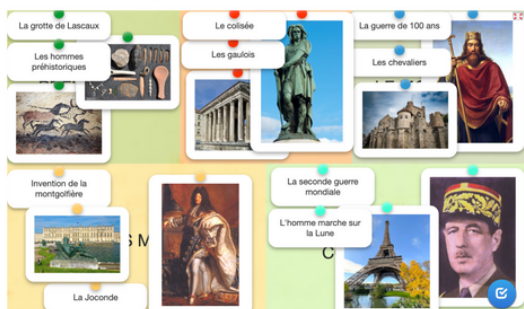 La grotte de Lascaux
Les hommes
préhistoriques
Le colisée
Les gaulois
La guerre de 100 ans
Les chevaliers
Invention de la
montgolfière
La Joconde
La seconde guerre
mondiale
L'homme marche sur
la Lune